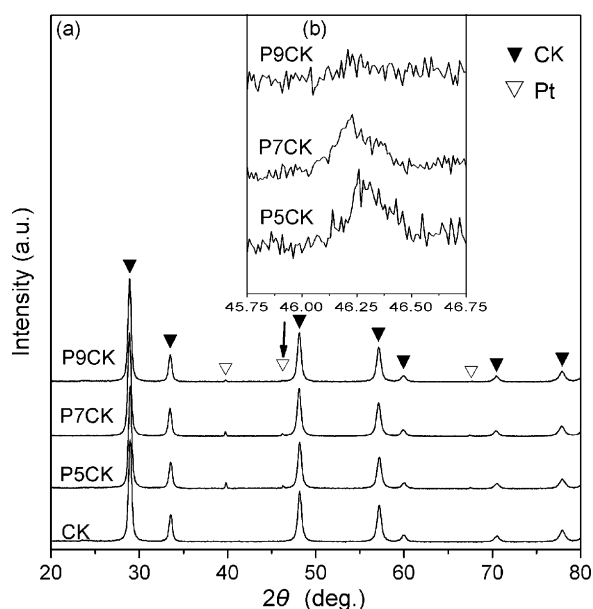 (a)
(b)
P9CK
P7CK
P5CK
45.75 46.00 46.25 46.50 46.75
▼ CK
▽ Pt
Intensity (a.u.)
P9CK
P7CK
P5CK
CK
20 30 40 50 60 70 80
2θ (deg.)